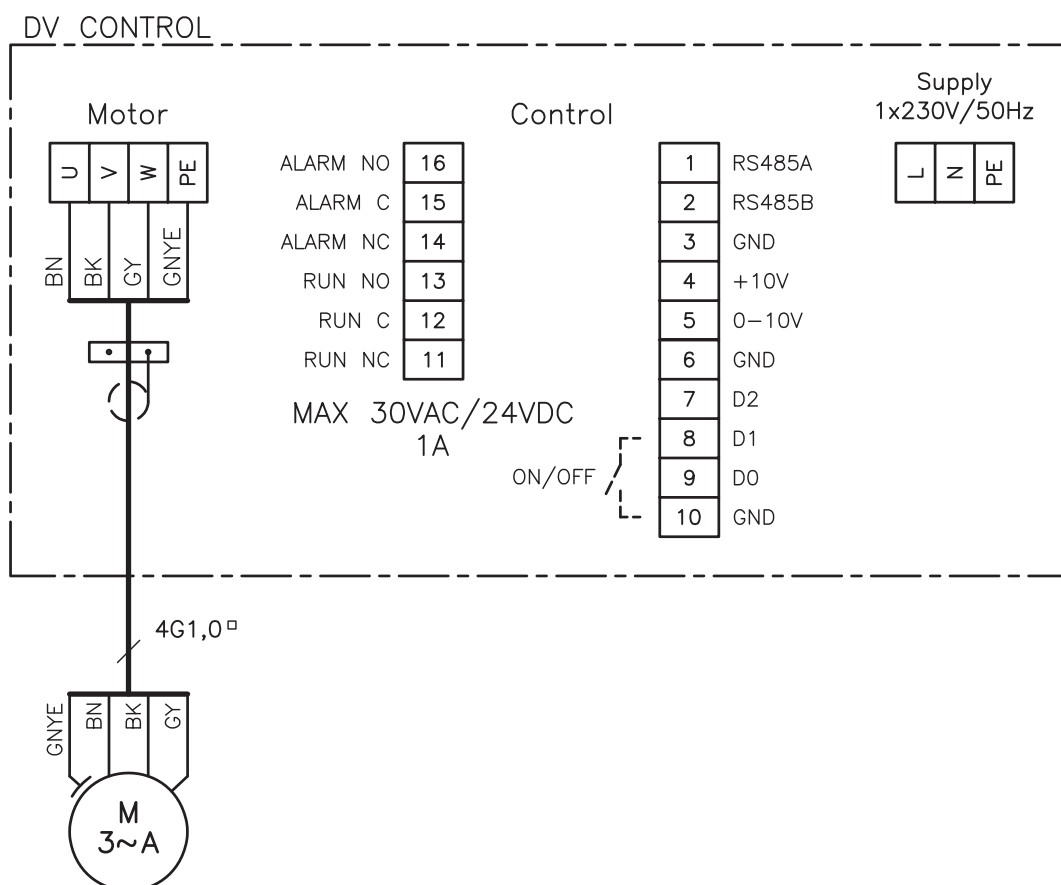 DV CONTROL
Motor
U V W PE
BN BK GY GNYE
Control
ALARM NO 16
ALARM C 15
ALARM NC 14
RUN NO 13
RUN C 12
RUN NC 11
MAX 30VAC/24VDC
1A
1 RS485A
2 RS485B
3 GND
4 +10V
5 0-10V
6 GND
7 D2
8 D1
9 D0
10 GND
ON/OFF
Supply
1x230V/50Hz
L N PE
4G1,0▫
GNYE BN BK GY
M
3~A